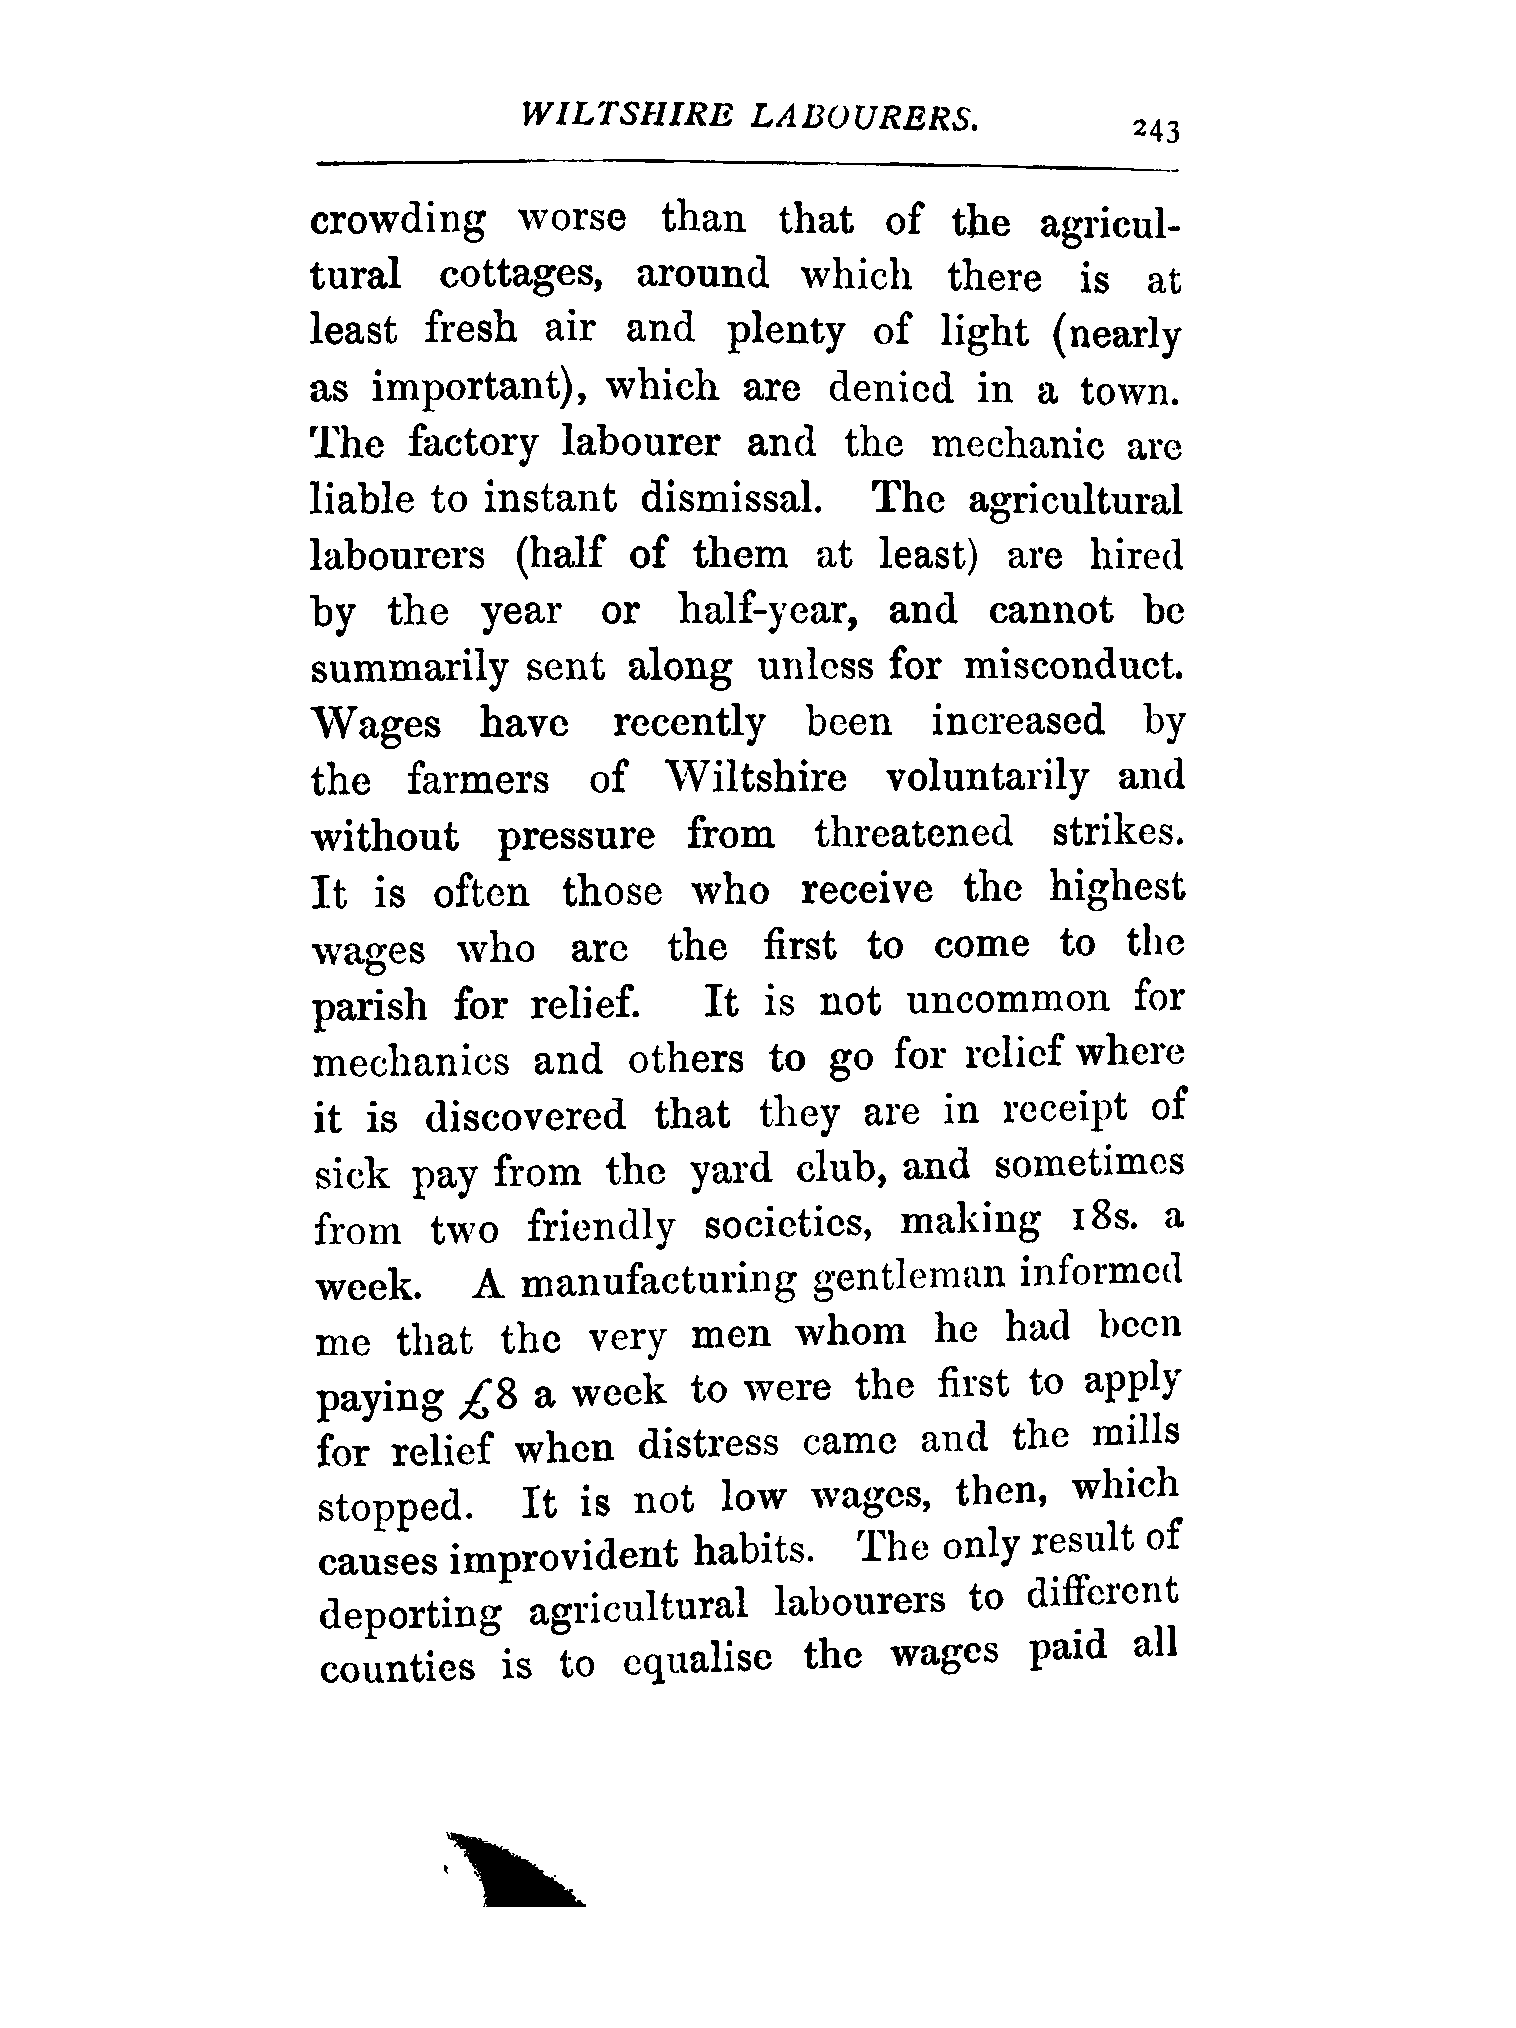 WILTSHIRE LABOURERS. 243
crowding worse than that of the agricul-
tural cottages, around which there is at
least fresh air and plenty of light (nearly
as important), which are denied in a town.
The factory labourer and the mechanic are
liable to instant dismissal. The agricultural
labourers (half of them at least) are hired
by the year or half-year, and cannot be
summarily sent along unless for misconduct.
Wages have recently been increased by
the farmers of Wiltshire voluntarily and
without pressure from threatened strikes.
It is often those who receive the highest
wages who are the first to come to the
parish for relief. It is not uncommon for
mechanics and others to go for relief where
it is discovered that they are in receipt of
sick pay from the yard club, and sometimes
from two friendly societies, making 18s. a
week. A manufacturing gentleman informed
me that the very men whom he had been
paying £8 a week to were the first to apply
for relief when distress came and the mills
stopped. It is not low wages, then, which
causes improvident habits. The only result of
deporting agricultural labourers to different
counties is to equalise the wages paid all